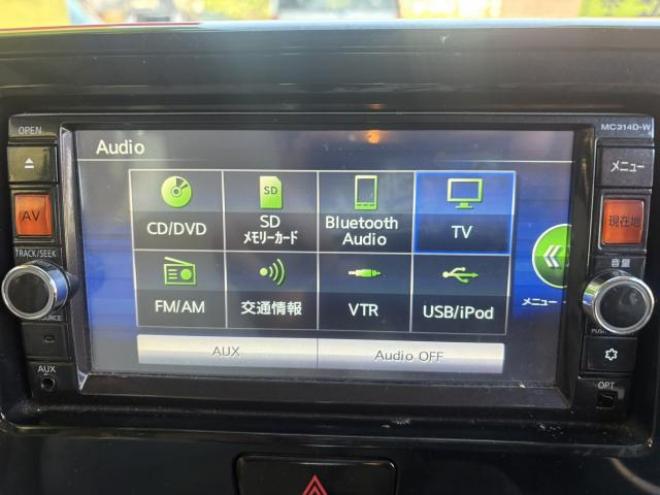 OPEN
MC314D-W
Audio
メニュー
AV
現在地
SD
CD/DVD
SD
メモリーカード
Bluetooth
Audio
TV
TRACK/SEEK
音量
メニュー
FM/AM
交通情報
VTR
USB/iPod
AUX
Audio OFF
AUX
OPT